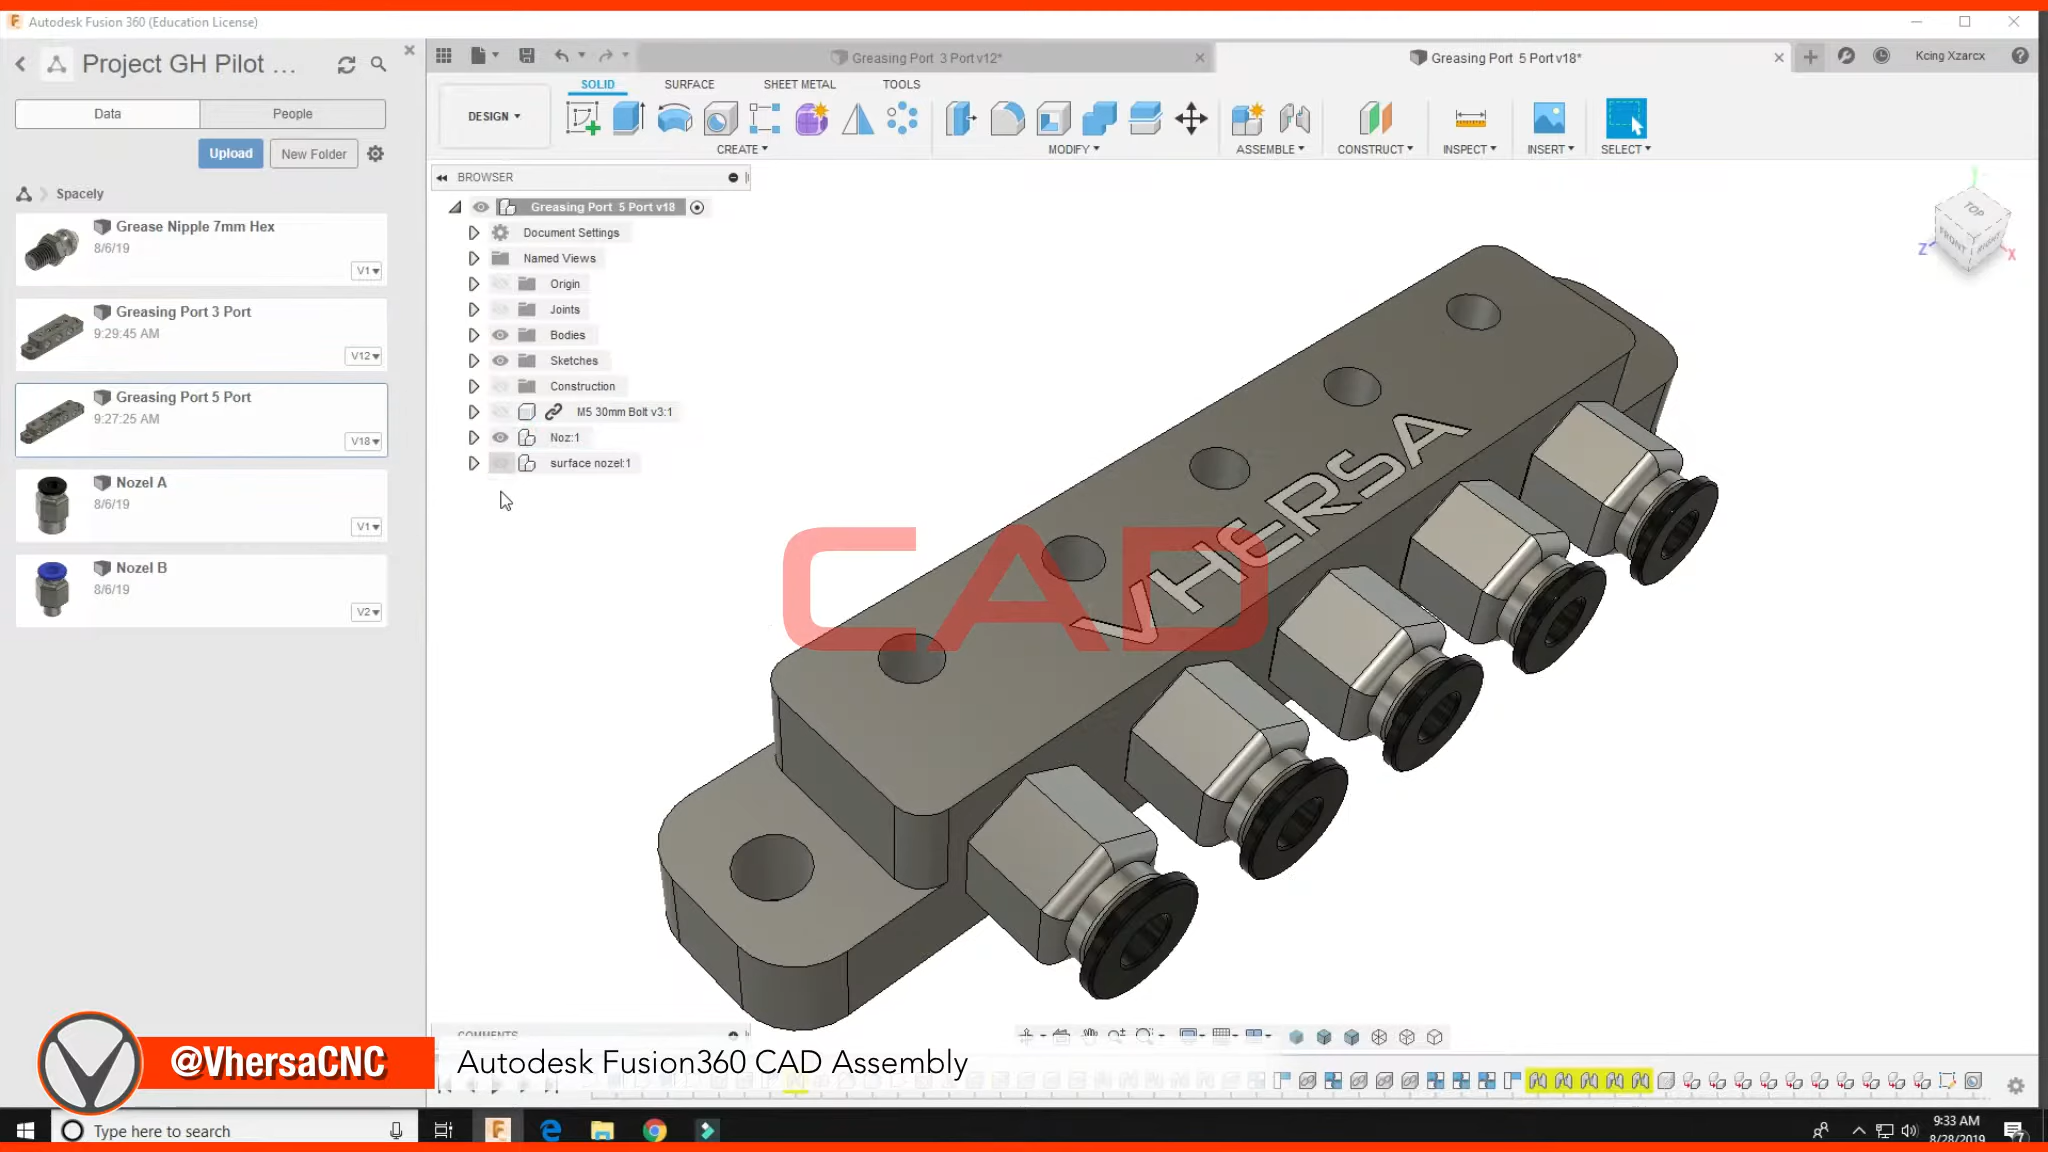 Autodesk Fusion 360 (Education License)
Project GH Pilot ...
Data
People
Upload
New Folder
Spacely
Grease Nipple 7mm Hex
8/6/19
V1
Greasing Port 3 Port
9:29:45 AM
V12
Greasing Port 5 Port
9:27:25 AM
V18
Nozel A
8/6/19
V1
Nozel B
8/6/19
V2
Greasing Port 3 Port v12*
Greasing Port 5 Port v18*
Kcing Xzarcx
SOLID
SURFACE
SHEET METAL
TOOLS
DESIGN
CREATE
MODIFY
ASSEMBLE
CONSTRUCT
INSPECT
INSERT
SELECT
BROWSER
Greasing Port 5 Port v18
Document Settings
Named Views
Origin
Joints
Bodies
Sketches
Construction
M5 30mm Bolt v3:1
Noz:1
surface nozel:1
TOP
FRONT
RIGHT
Z
X
VHERSA
CAD
COMMENTS
@VhersaCNC
Autodesk Fusion360 CAD Assembly
Type here to search
9:33 AM
8/28/2019